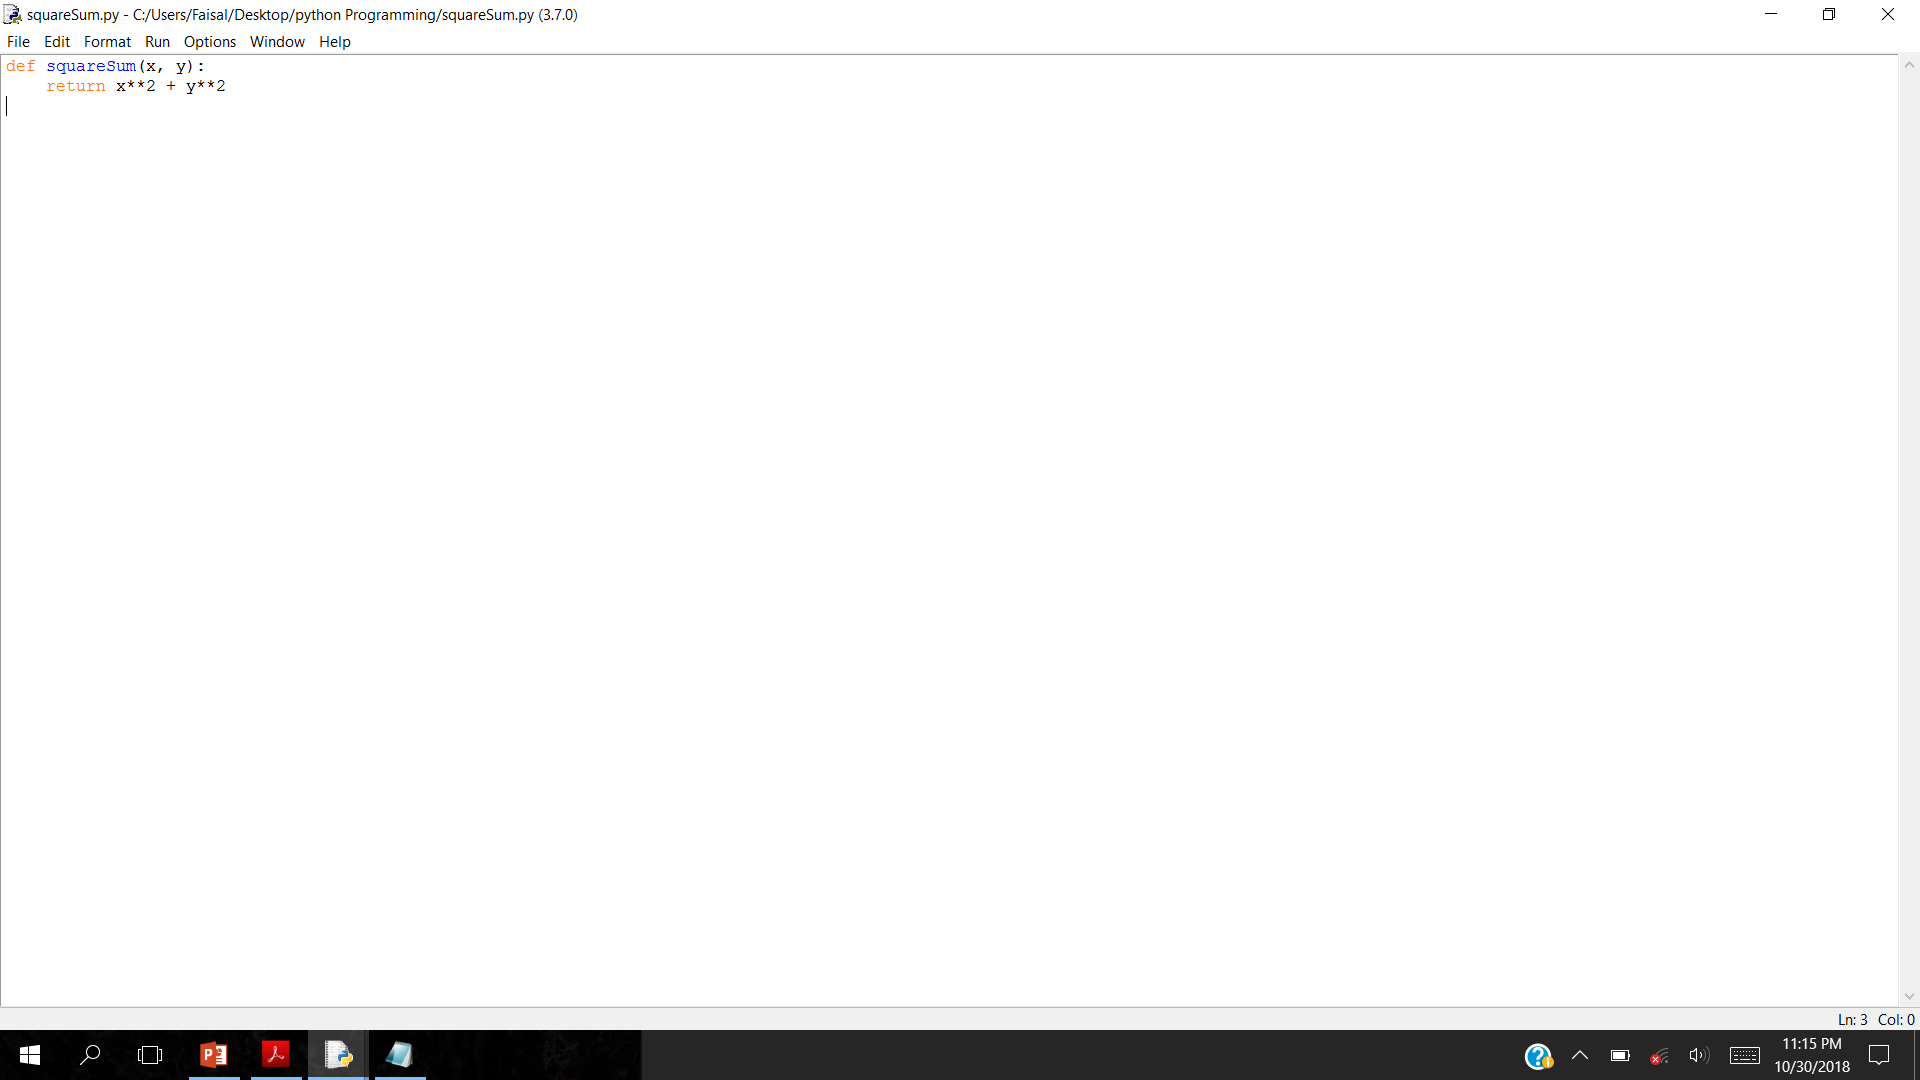 squareSum.py - C:/Users/Faisal/Desktop/python Programming/squareSum.py (3.7.0)
File Edit Format Run Options Window Help
def squareSum(x, y):
    return x**2 + y**2
Ln: 3 Col: 0
11:15 PM
10/30/2018